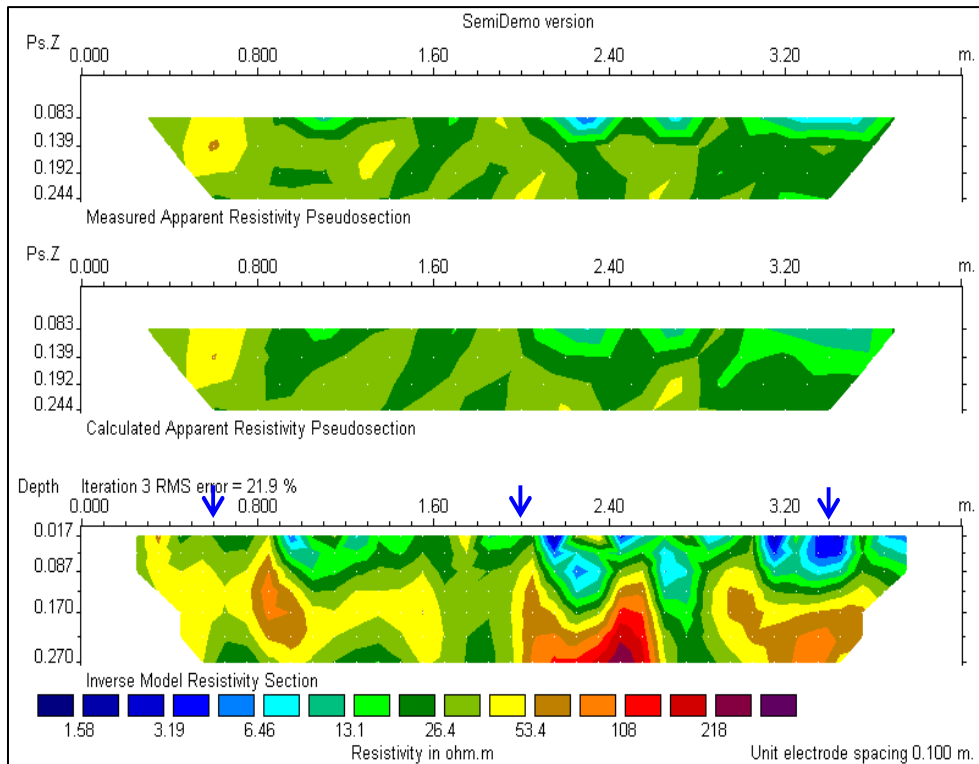 SemiDemo version
Ps.Z 0.000 0.800 1.60 2.40 3.20 m.
0.083
0.139
0.192
0.244
Measured Apparent Resistivity Pseudosection
Ps.Z 0.000 0.800 1.60 2.40 3.20 m.
0.083
0.139
0.192
0.244
Calculated Apparent Resistivity Pseudosection
Depth Iteration 3 RMS error = 21.9 %
0.000 0.800 1.60 2.40 3.20 m.
0.017
0.087
0.170
0.270
Inverse Model Resistivity Section
1.58 3.19 6.46 13.1 26.4 53.4 108 218
Resistivity in ohm.m Unit electrode spacing 0.100 m.